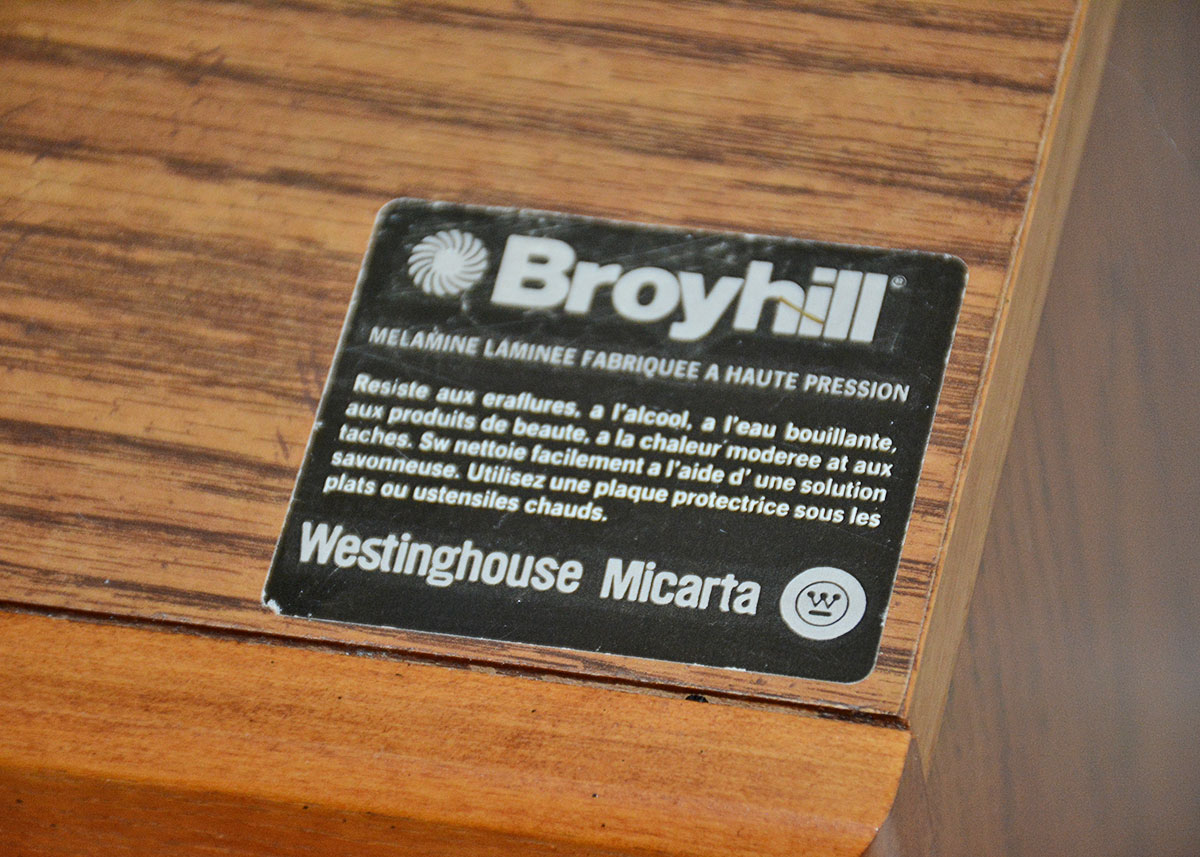 Broyhill®
MELAMINE LAMINEE FABRIQUEE A HAUTE PRESSION
Resiste aux eraflures, a l'alcool, a l'eau bouillante,
aux produits de beaute, a la chaleur moderee at aux
taches. Sw nettoie facilement a l'aide d' une solution
savonneuse. Utilisez une plaque protectrice sous les
plats ou ustensiles chauds.
Westinghouse Micarta
W